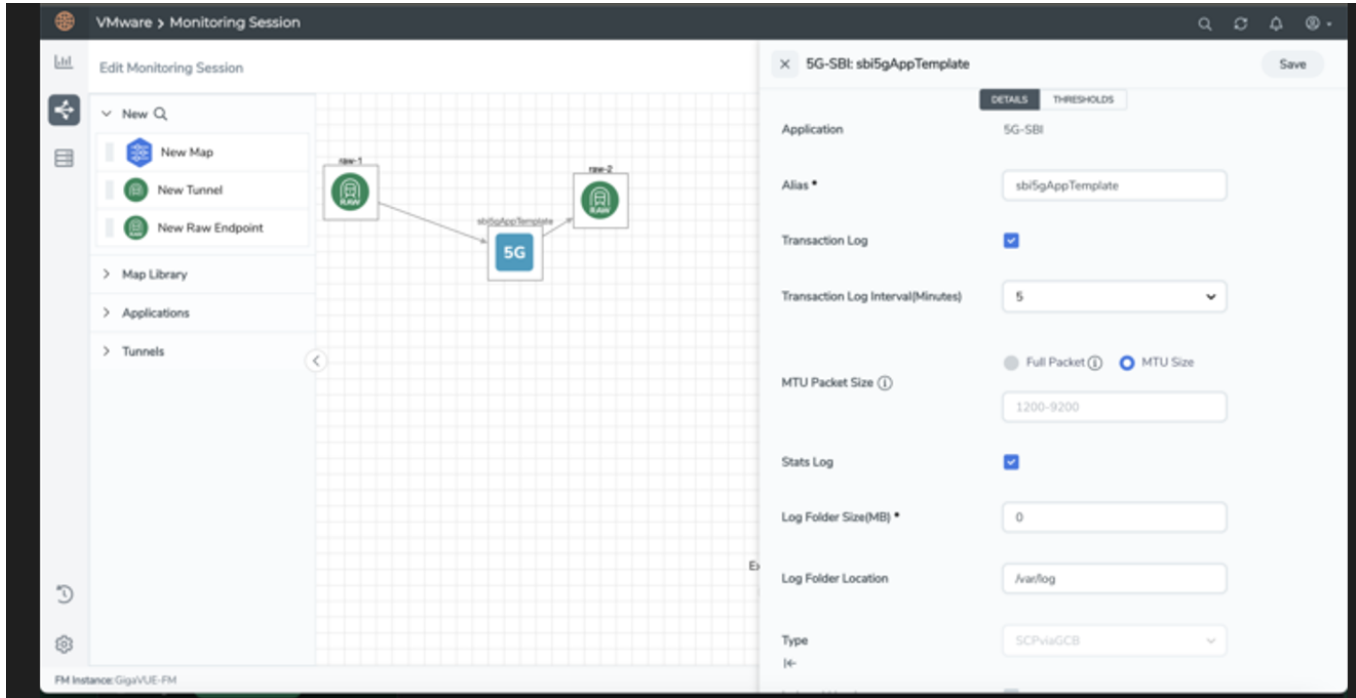 VMware > Monitoring Session
Edit Monitoring Session
5G-SBI: sbi5gAppTemplate
Save
DETAILS THRESHOLDS
New
New Map
New Tunnel
New Raw Endpoint
Map Library
Applications
Tunnels
raw-1
RAW
raw-2
RAW
sbi5gAppTemplate
5G
Application 5G-SBI
Alias * sbi5gAppTemplate
Transaction Log
Transaction Log Interval(Minutes) 5
Full Packet MTU Size
MTU Packet Size
1200-9200
Stats Log
Log Folder Size(MB) * 0
Log Folder Location /var/log
Type SCPviaGCB
FM Instance: GigaVUE-FM